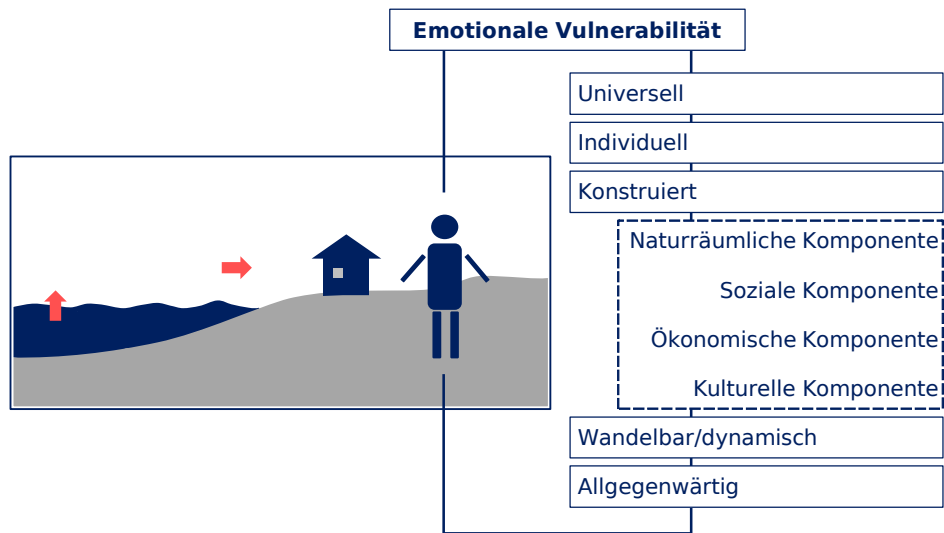 Emotionale Vulnerabilität
Universell
Individuell
Konstruiert
Naturräumliche Komponente
Soziale Komponente
Ökonomische Komponente
Kulturelle Komponente
Wandelbar/dynamisch
Allgegenwärtig